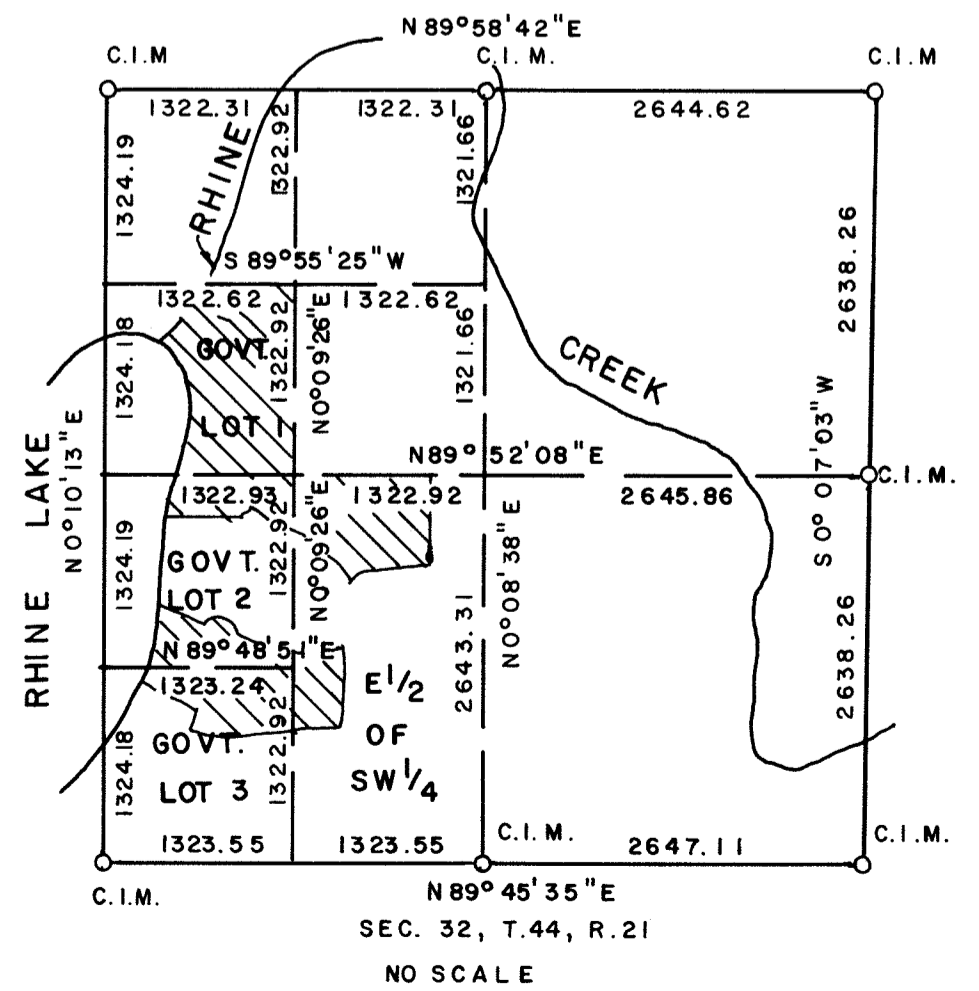 N 89°58'42"E
C.I.M
C.I.M.
C.I.M
1322.31
1322.31
2644.62
1324.19
1322.92
1321.66
RHINE
2638.26
S 89°55'25"W
1322.62
1322.62
1324.18
1322.92
N0°09'26"E
1321.66
GOVT.
LOT 1
CREEK
S0° 07'03"W
RHINE LAKE
N0°10'13"E
N89°52'08"E
C.I.M.
1322.93
1322.92
2645.86
1324.19
1322.92
N0°09'26"E
N0°08'38"E
GOVT.
LOT 2
2643.31
2638.26
N 89°48'51"E
1323.24
E1/2
OF
SW1/4
1324.18
1322.92
GOVT.
LOT 3
1323.55
1323.55
C.I.M.
2647.11
C.I.M.
C.I.M.
N89°45'35"E
SEC. 32, T.44, R.21
NO SCALE